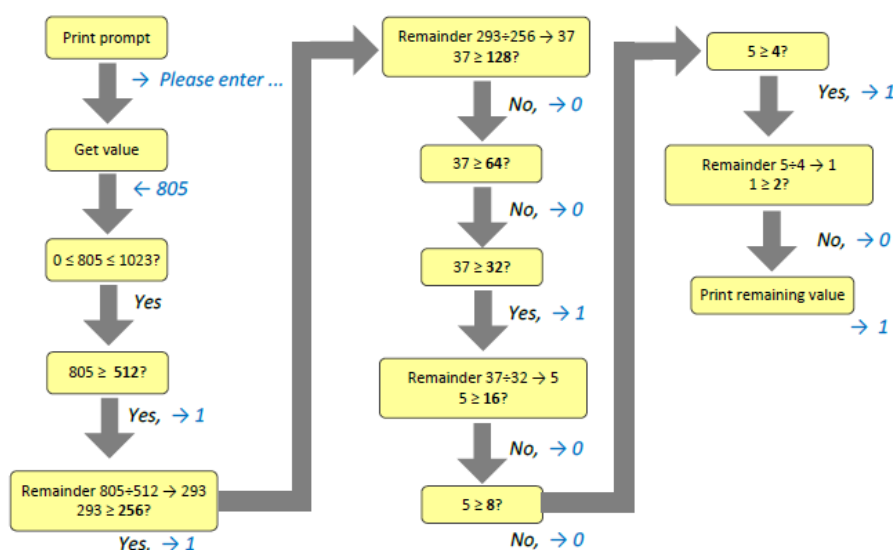 Print prompt
→ Please enter ...
Get value
← 805
0 ≤ 805 ≤ 1023?
Yes
805 ≥ 512?
Yes, → 1
Remainder 805÷512 → 293
293 ≥ 256?
Yes, → 1
Remainder 293÷256 → 37
37 ≥ 128?
No, → 0
37 ≥ 64?
No, → 0
37 ≥ 32?
Yes, → 1
Remainder 37÷32 → 5
5 ≥ 16?
No, → 0
5 ≥ 8?
No, → 0
5 ≥ 4?
Yes, → 1
Remainder 5÷4 → 1
1 ≥ 2?
No, → 0
Print remaining value
→ 1